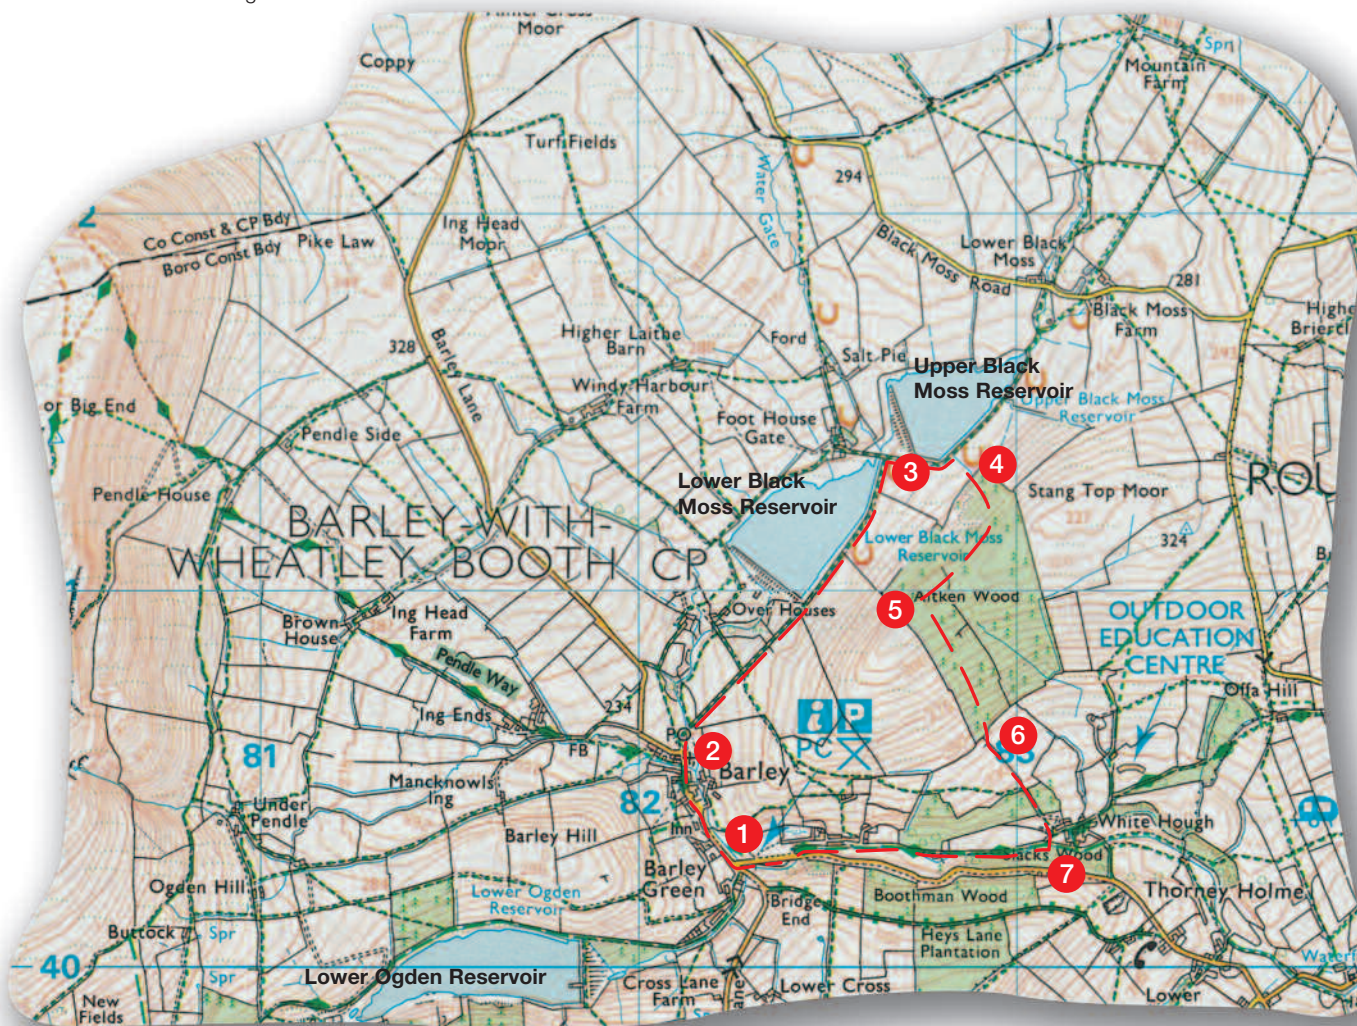 Moor
Coppy
Spr
Mountain
Farm
Turf Fields
Water Gate
294
2
Co Const & CP Bdy
Boro Const Bdy
Pike Law
Ing Head
Moor
Lower Black
Moss
Black Moss Road
281
Black Moss
Farm
Higher Laithe
Barn
Ford
Salt Pie
328
Barley Lane
Upper Black
Moss Reservoir
Upper Black Moss
Reservoir
Windy Harbour
Farm
or Big End
Pendle Side
Foot House
Gate
3
4
Pendle House
Lower Black
Moss Reservoir
Stang Top Moor
ROU
BARLEY-WITH-
WHEATLEY BOOTH CP
Lower Black Moss
Reservoir
324
5
Aitken Wood
Over Houses
OUTDOOR
EDUCATION
CENTRE
Brown
House
Ing Head
Farm
Pendle Way
Offa Hill
234
Ing Ends
FB
i P
PC
6
2
81
Barley
Mancknowls
Ing
82
Under
Pendle
Inn
1
White Hough
Barley Hill
Blacks Wood
7
Barley
Green
Ogden Hill
Lower Ogden
Reservoir
Bridge
End
Boothman Wood
Thorney Holme
Buttock
Spr
Heys Lane
Plantation
40
Spr
Lower Ogden Reservoir
Cross Lane
Farm
Lower Cross
Lower
New
Fields